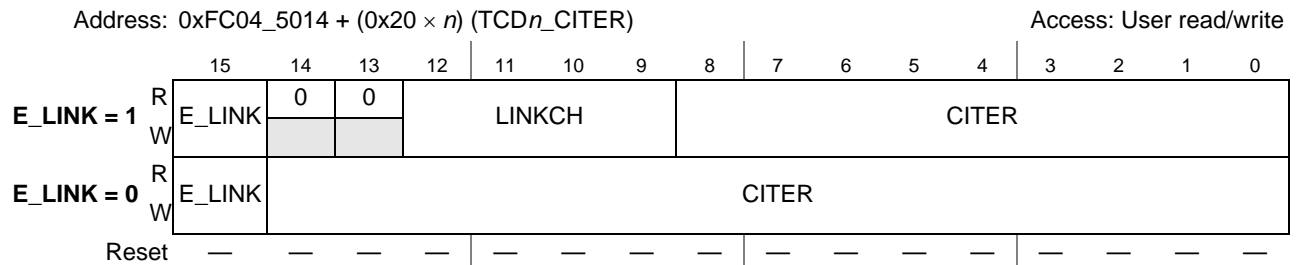 Address: 0xFC04_5014 + (0x20 × n) (TCDn_CITER) Access: User read/write
15 14 13 12 11 10 9 8 7 6 5 4 3 2 1 0
E_LINK = 1 R W E_LINK 0 0 LINKCH CITER
E_LINK = 0 R W E_LINK CITER
Reset — — — — — — — — — — — — — — — —